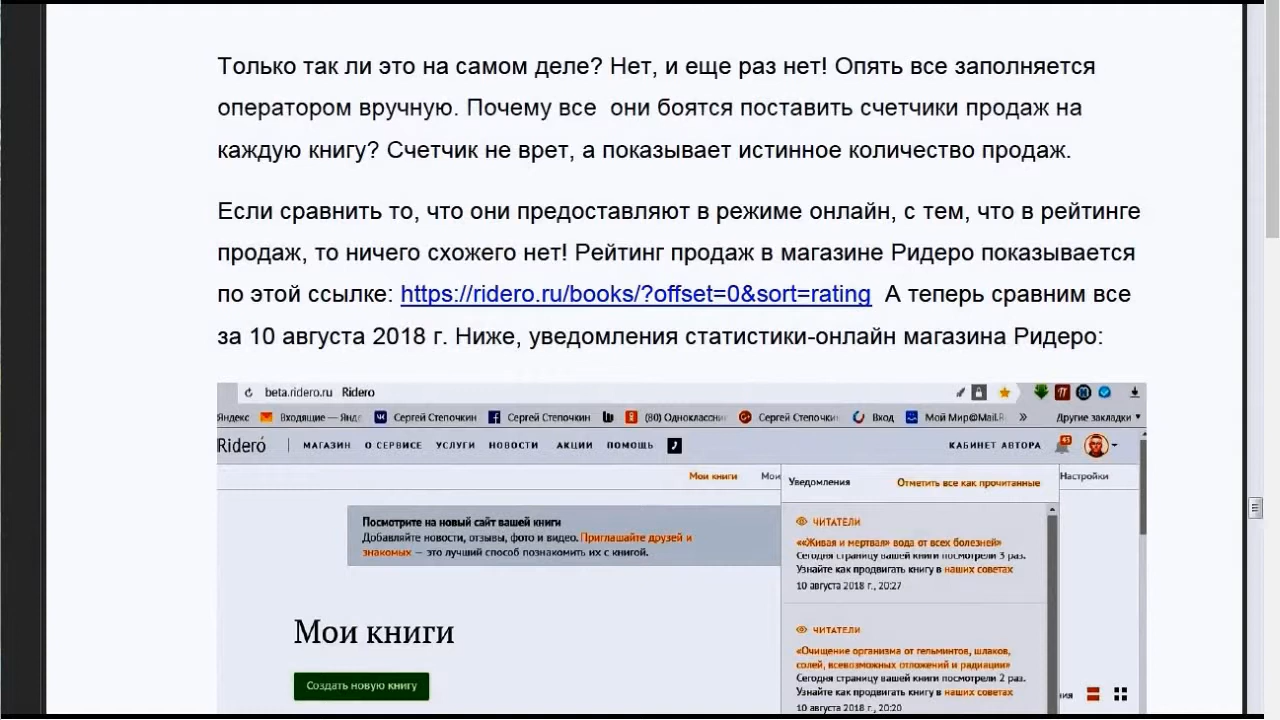 Только так ли это на самом деле? Нет, и еще раз нет! Опять все заполняется
оператором вручную. Почему все они боятся поставить счетчики продаж на
каждую книгу? Счетчик не врет, а показывает истинное количество продаж.
Если сравнить то, что они предоставляют в режиме онлайн, с тем, что в рейтинге
продаж, то ничего схожего нет! Рейтинг продаж в магазине Ридеро показывается
по этой ссылке: https://ridero.ru/books/?offset=0&sort=rating А теперь сравним все
за 10 августа 2018 г. Ниже, уведомления статистики-онлайн магазина Ридеро:
beta.ridero.ru Ridero
Яндекс Входящие — Янде Сергей Степочкин Сергей Степочкин (80) Одноклассни Сергей Степочкин Вход Мой Мир@Mail.R » Другие закладки
Rideró МАГАЗИН О СЕРВИСЕ УСЛУГИ НОВОСТИ АКЦИИ ПОМОЩЬ КАБИНЕТ АВТОРА 43
Мои книги Мои Уведомления Отметить все как прочитанные Настройки
Посмотрите на новый сайт вашей книги
Добавляйте новости, отзывы, фото и видео. Приглашайте друзей и
знакомых — это лучший способ познакомить их с книгой.
ЧИТАТЕЛИ
««Живая и мертвая» вода от всех болезней»
Сегодня страницу вашей книги посмотрели 3 раз.
Узнайте как продвигать книгу в наших советах
10 августа 2018 г., 20:27
Мои книги
Создать новую книгу
ЧИТАТЕЛИ
«Очищение организма от гельминтов, шлаков,
солей, всевозможных отложений и радиации»
Сегодня страницу вашей книги посмотрели 2 раз.
Узнайте как продвигать книгу в наших советах
10 августа 2018 г., 20:20
ния